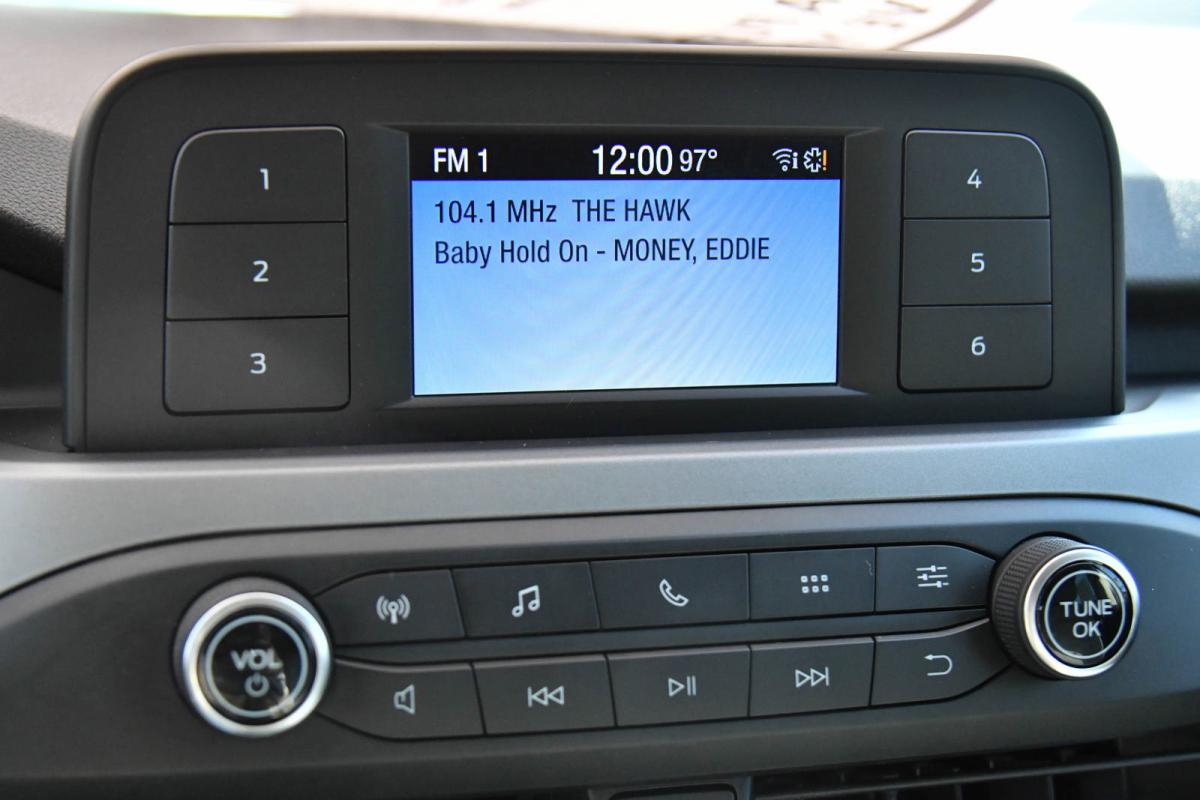 FM 1 12:00 97°
104.1 MHz THE HAWK
Baby Hold On - MONEY, EDDIE
1
2
3
4
5
6
VOL
TUNE
OK